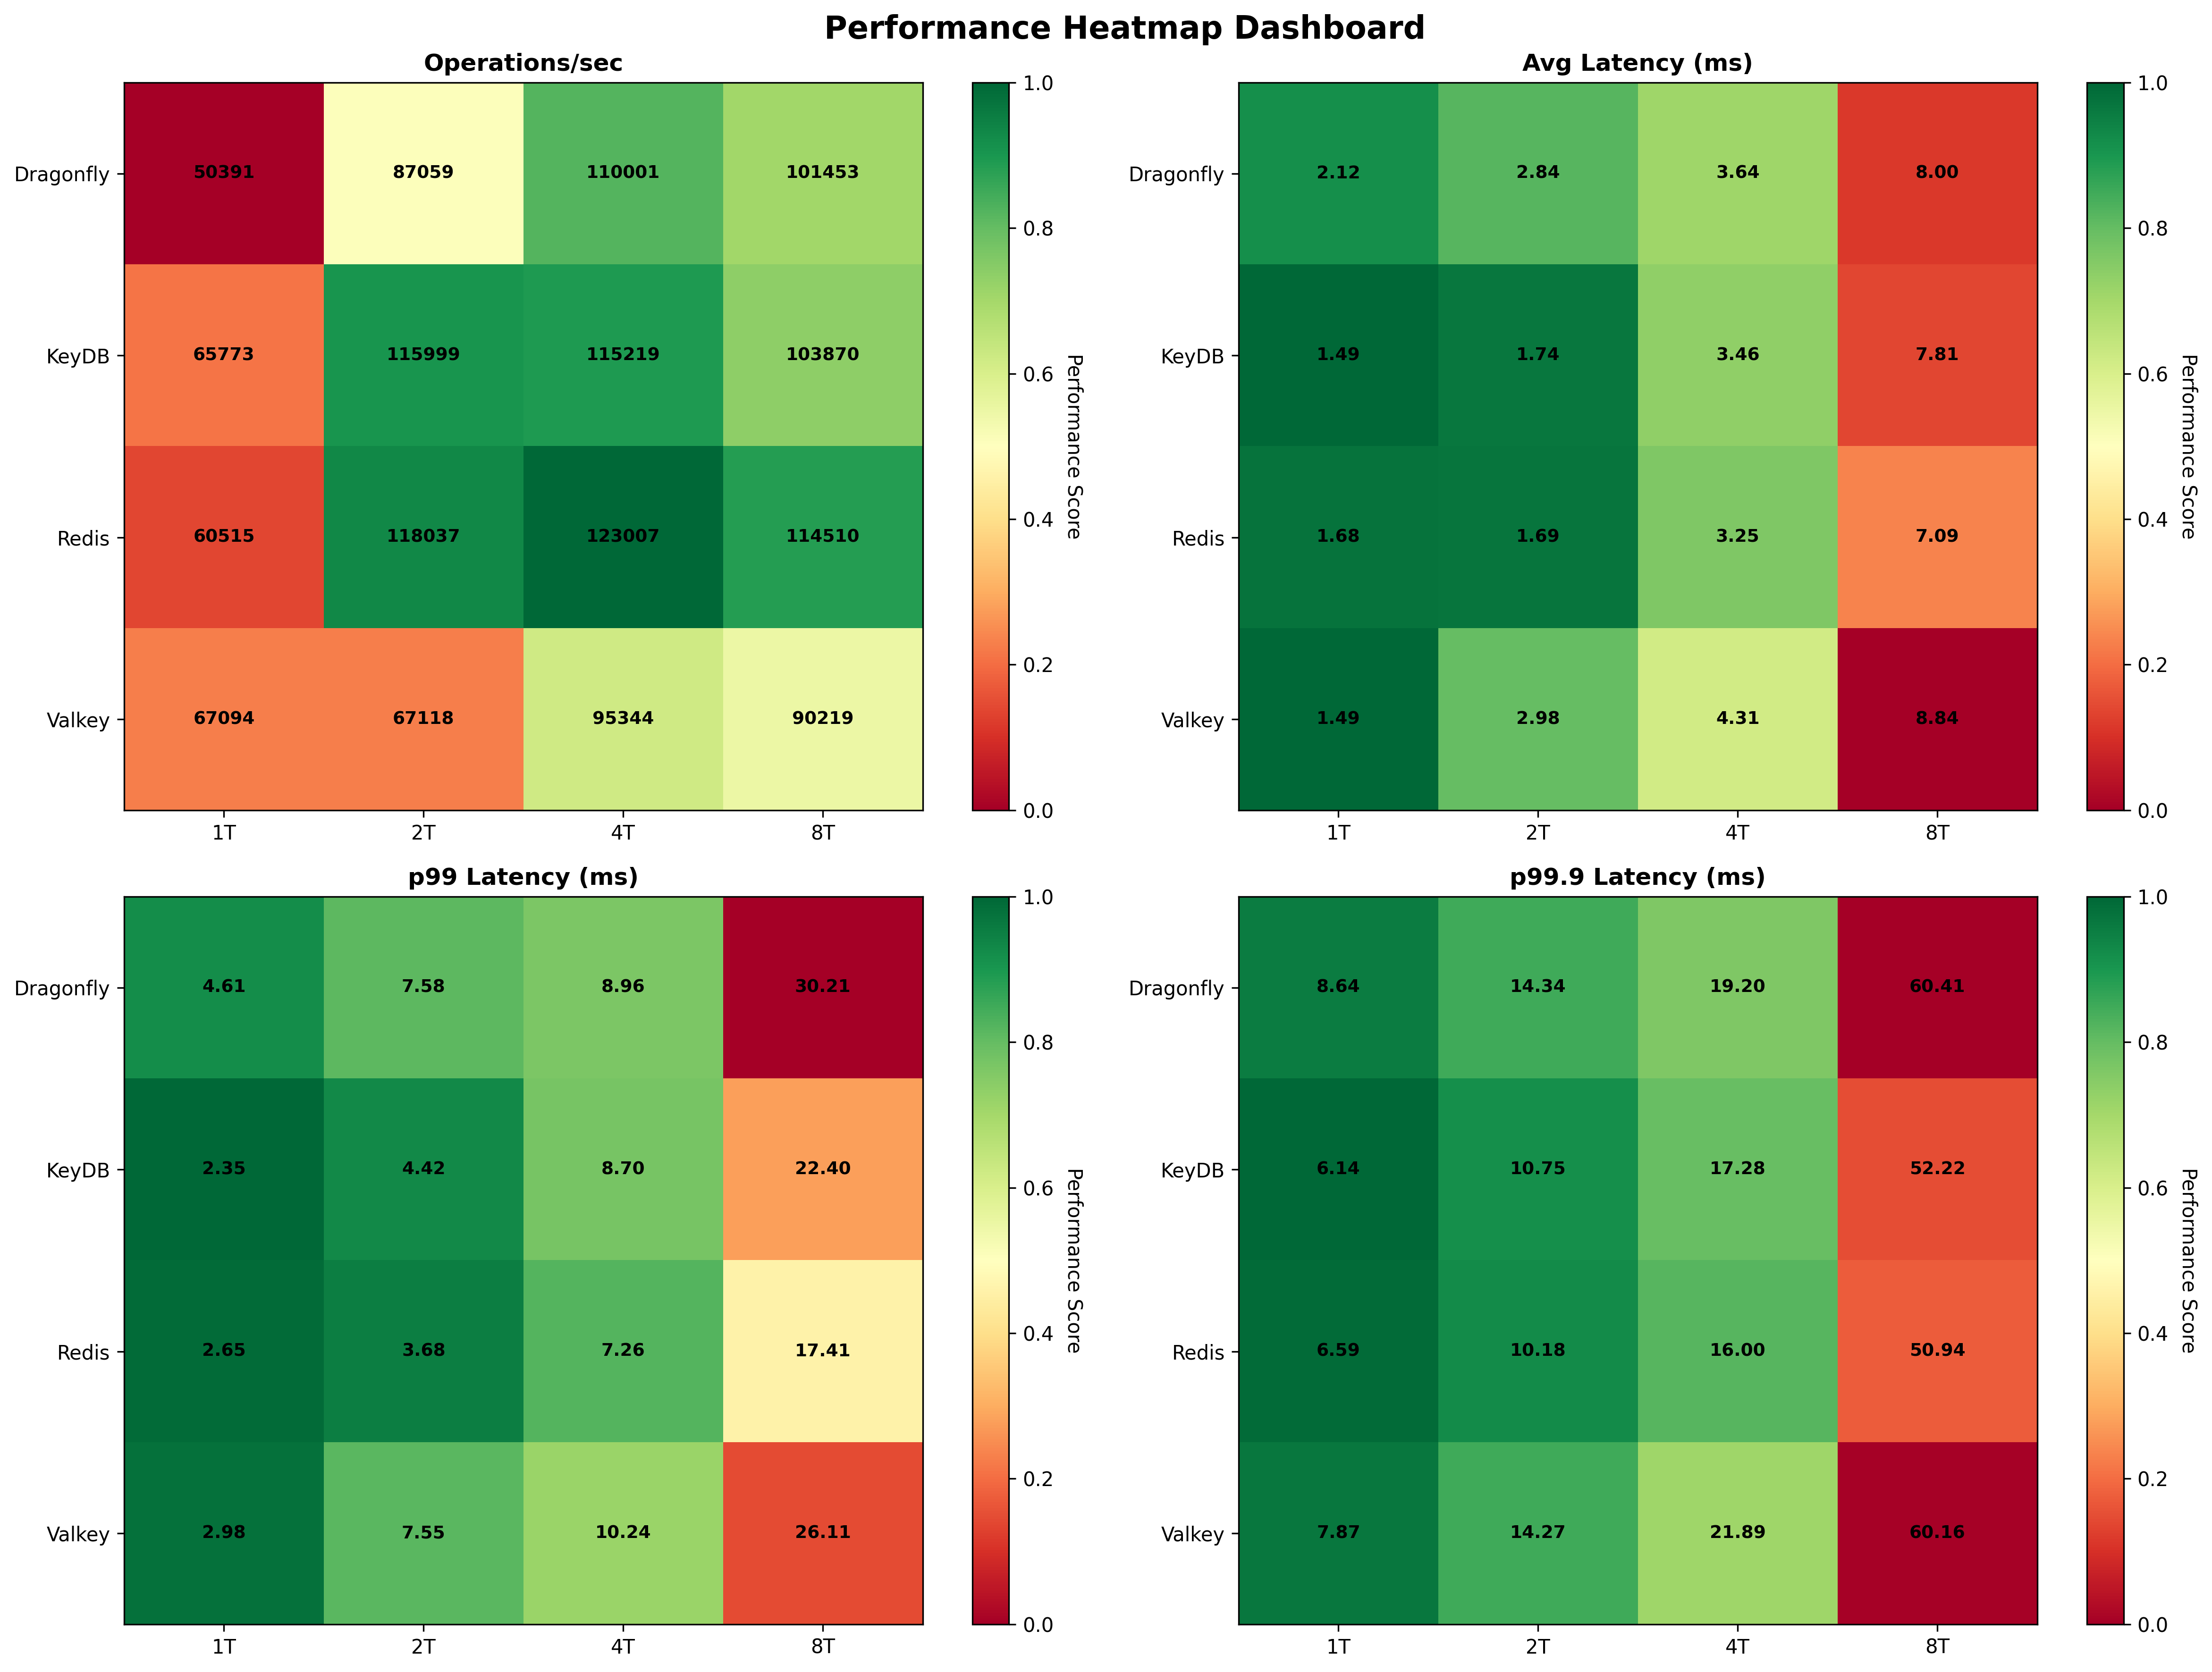 Performance Heatmap Dashboard
Operations/sec
Dragonfly 50391 87059 110001 101453
KeyDB 65773 115999 115219 103870
Redis 60515 118037 123007 114510
Valkey 67094 67118 95344 90219
1T 2T 4T 8T
1.0
0.8
0.6
0.4
0.2
0.0
Performance Score
Avg Latency (ms)
Dragonfly 2.12 2.84 3.64 8.00
KeyDB 1.49 1.74 3.46 7.81
Redis 1.68 1.69 3.25 7.09
Valkey 1.49 2.98 4.31 8.84
1T 2T 4T 8T
1.0
0.8
0.6
0.4
0.2
0.0
Performance Score
p99 Latency (ms)
Dragonfly 4.61 7.58 8.96 30.21
KeyDB 2.35 4.42 8.70 22.40
Redis 2.65 3.68 7.26 17.41
Valkey 2.98 7.55 10.24 26.11
1T 2T 4T 8T
1.0
0.8
0.6
0.4
0.2
0.0
Performance Score
p99.9 Latency (ms)
Dragonfly 8.64 14.34 19.20 60.41
KeyDB 6.14 10.75 17.28 52.22
Redis 6.59 10.18 16.00 50.94
Valkey 7.87 14.27 21.89 60.16
1T 2T 4T 8T
1.0
0.8
0.6
0.4
0.2
0.0
Performance Score